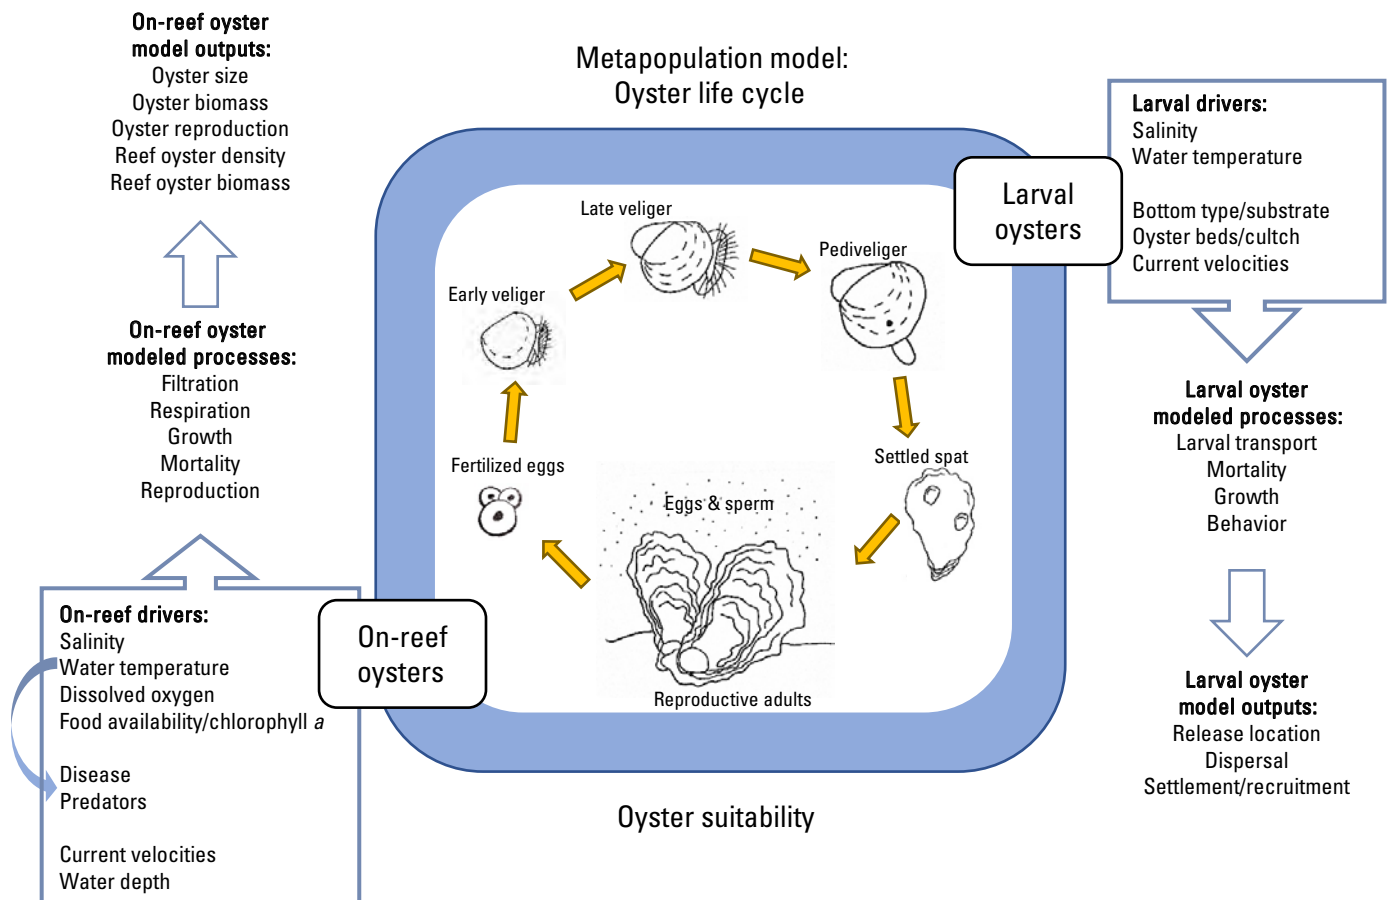 On-reef oyster
model outputs:
Oyster size
Oyster biomass
Oyster reproduction
Reef oyster density
Reef oyster biomass
On-reef oyster
modeled processes:
Filtration
Respiration
Growth
Mortality
Reproduction
On-reef drivers:
Salinity
Water temperature
Dissolved oxygen
Food availability/chlorophyll a
Disease
Predators
Current velocities
Water depth
On-reef
oysters
Metapopulation model:
Oyster life cycle
Late veliger
Pediveliger
Early veliger
Fertilized eggs
Settled spat
Eggs & sperm
Reproductive adults
Oyster suitability
Larval
oysters
Larval drivers:
Salinity
Water temperature
Bottom type/substrate
Oyster beds/cultch
Current velocities
Larval oyster
modeled processes:
Larval transport
Mortality
Growth
Behavior
Larval oyster
model outputs:
Release location
Dispersal
Settlement/recruitment